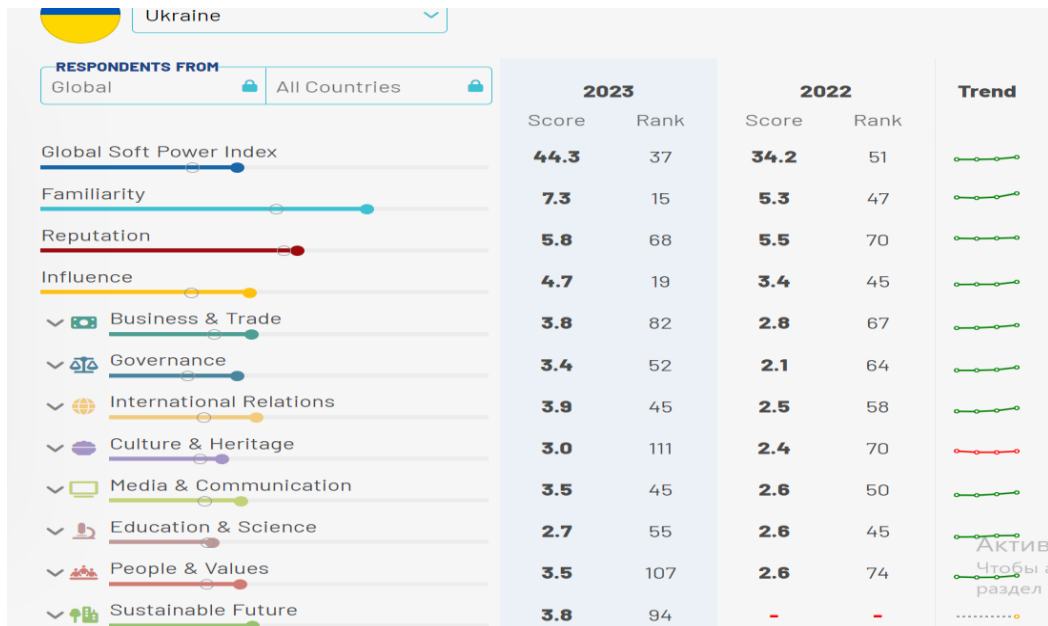 Ukraine
RESPONDENTS FROM
Global All Countries
2023 2022 Trend
Score Rank Score Rank
Global Soft Power Index 44.3 37 34.2 51
Familiarity 7.3 15 5.3 47
Reputation 5.8 68 5.5 70
Influence 4.7 19 3.4 45
Business & Trade 3.8 82 2.8 67
Governance 3.4 52 2.1 64
International Relations 3.9 45 2.5 58
Culture & Heritage 3.0 111 2.4 70
Media & Communication 3.5 45 2.6 50
Education & Science 2.7 55 2.6 45
Актив
People & Values 3.5 107 2.6 74
Чтобы а
раздел
Sustainable Future 3.8 94 - -